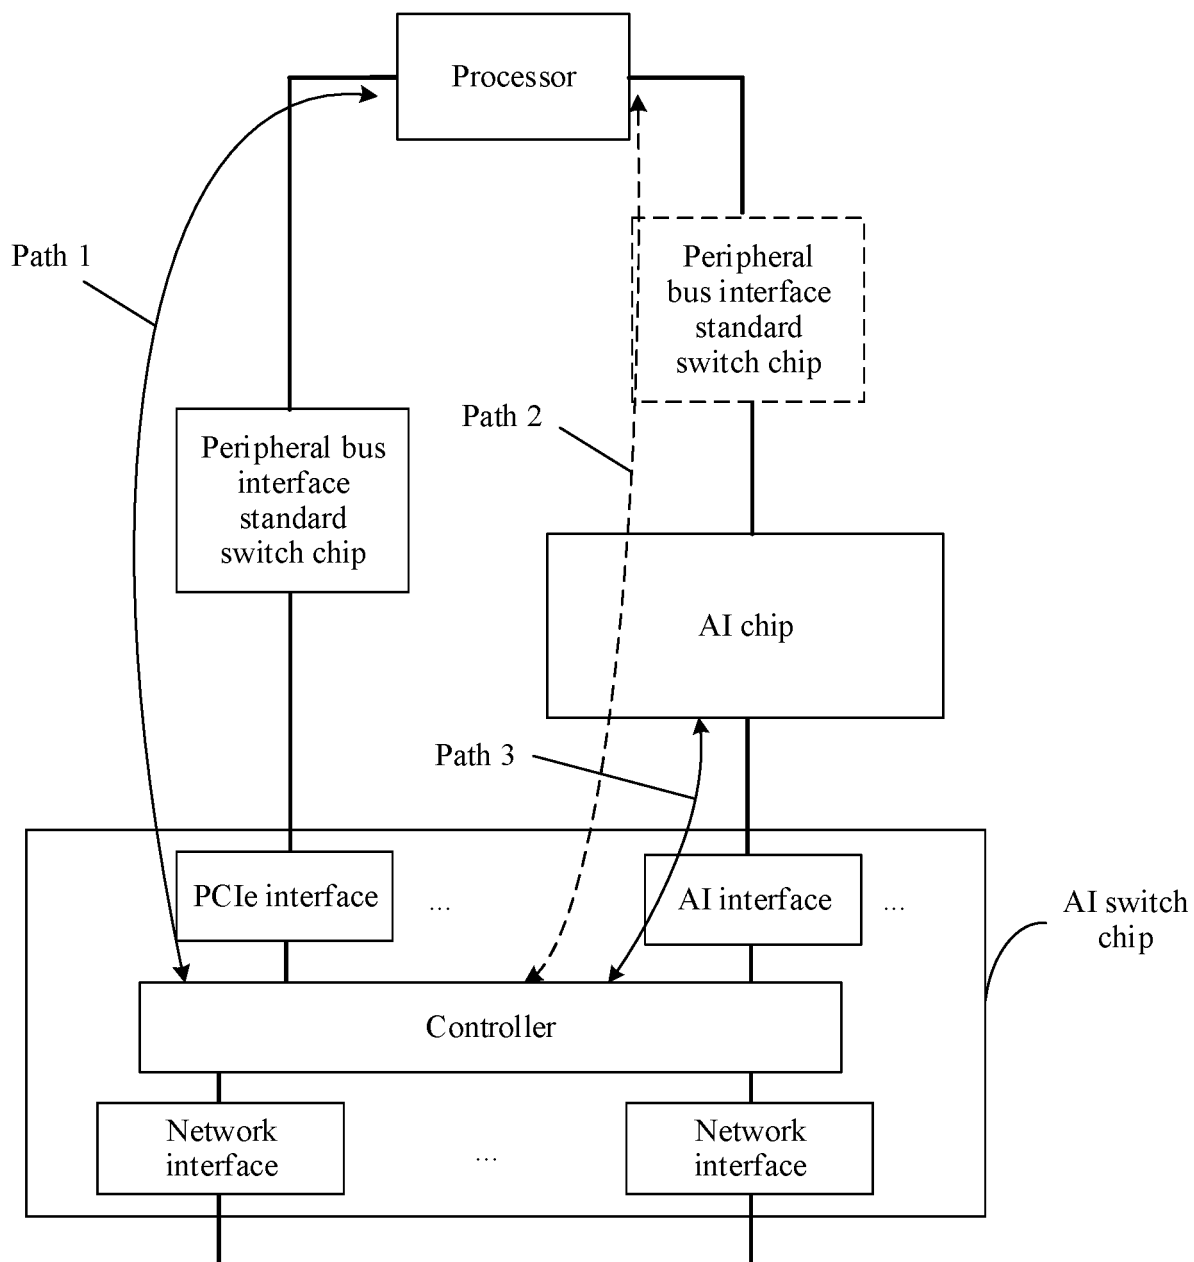 Processor
Path 1
Peripheral
bus interface
standard
switch chip
Path 2
Peripheral bus
interface
standard
switch chip
AI chip
Path 3
PCIe interface
...
AI interface
...
AI switch
chip
Controller
Network
interface
...
Network
interface